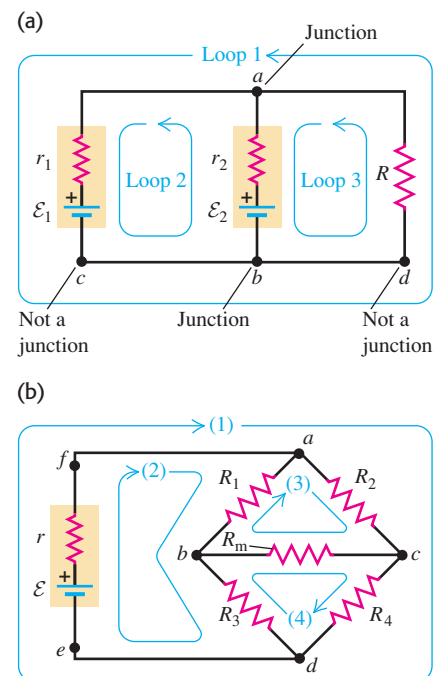 (a)
Junction
Loop 1
a
r₁
Loop 2
r₂
Loop 3
R
+
ℰ₁
+
ℰ₂
c
b
d
Not a
junction
Junction
Not a
junction
(b)
(1)
a
f
(2)
R₁
(3)
R₂
r
Rₘ
b
c
+
ℰ
R₃
(4)
R₄
e
d